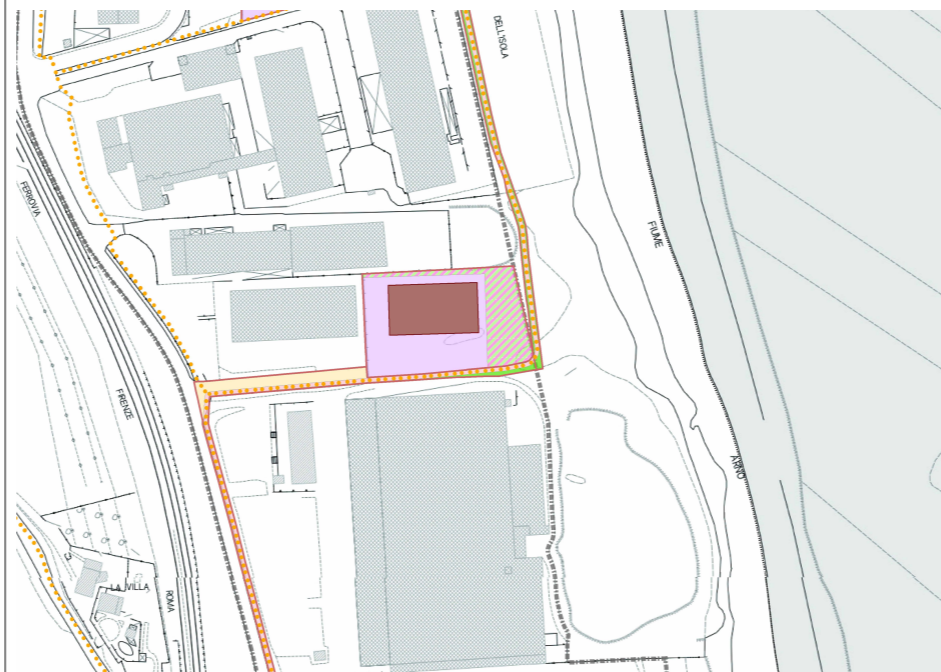 DELL'ISOLA
FERROVIA
FIUME
FIRENZE
ARNO
LA VILLA
ROMA